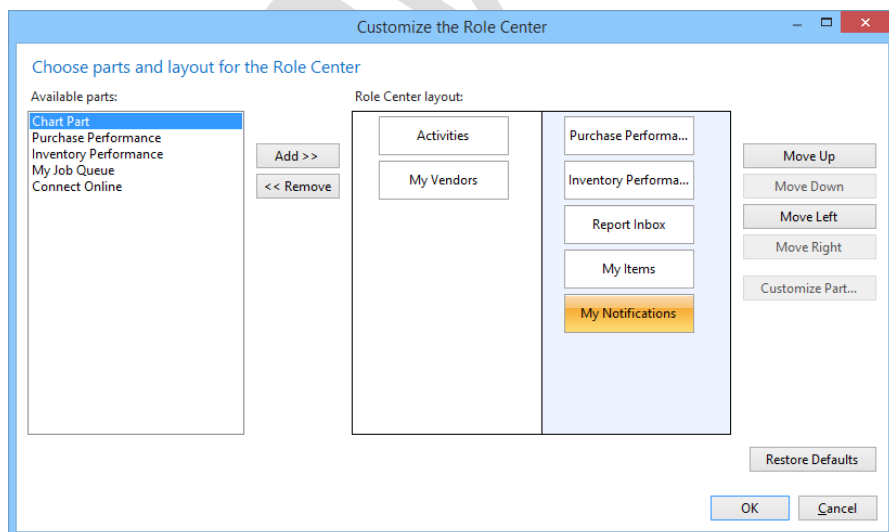 Customize the Role Center
Choose parts and layout for the Role Center
Available parts:
Chart Part
Purchase Performance
Inventory Performance
My Job Queue
Connect Online
Add >>
<< Remove
Role Center layout:
Activities
My Vendors
Purchase Performa...
Inventory Performa...
Report Inbox
My Items
My Notifications
Move Up
Move Down
Move Left
Move Right
Customize Part...
Restore Defaults
OK
Cancel